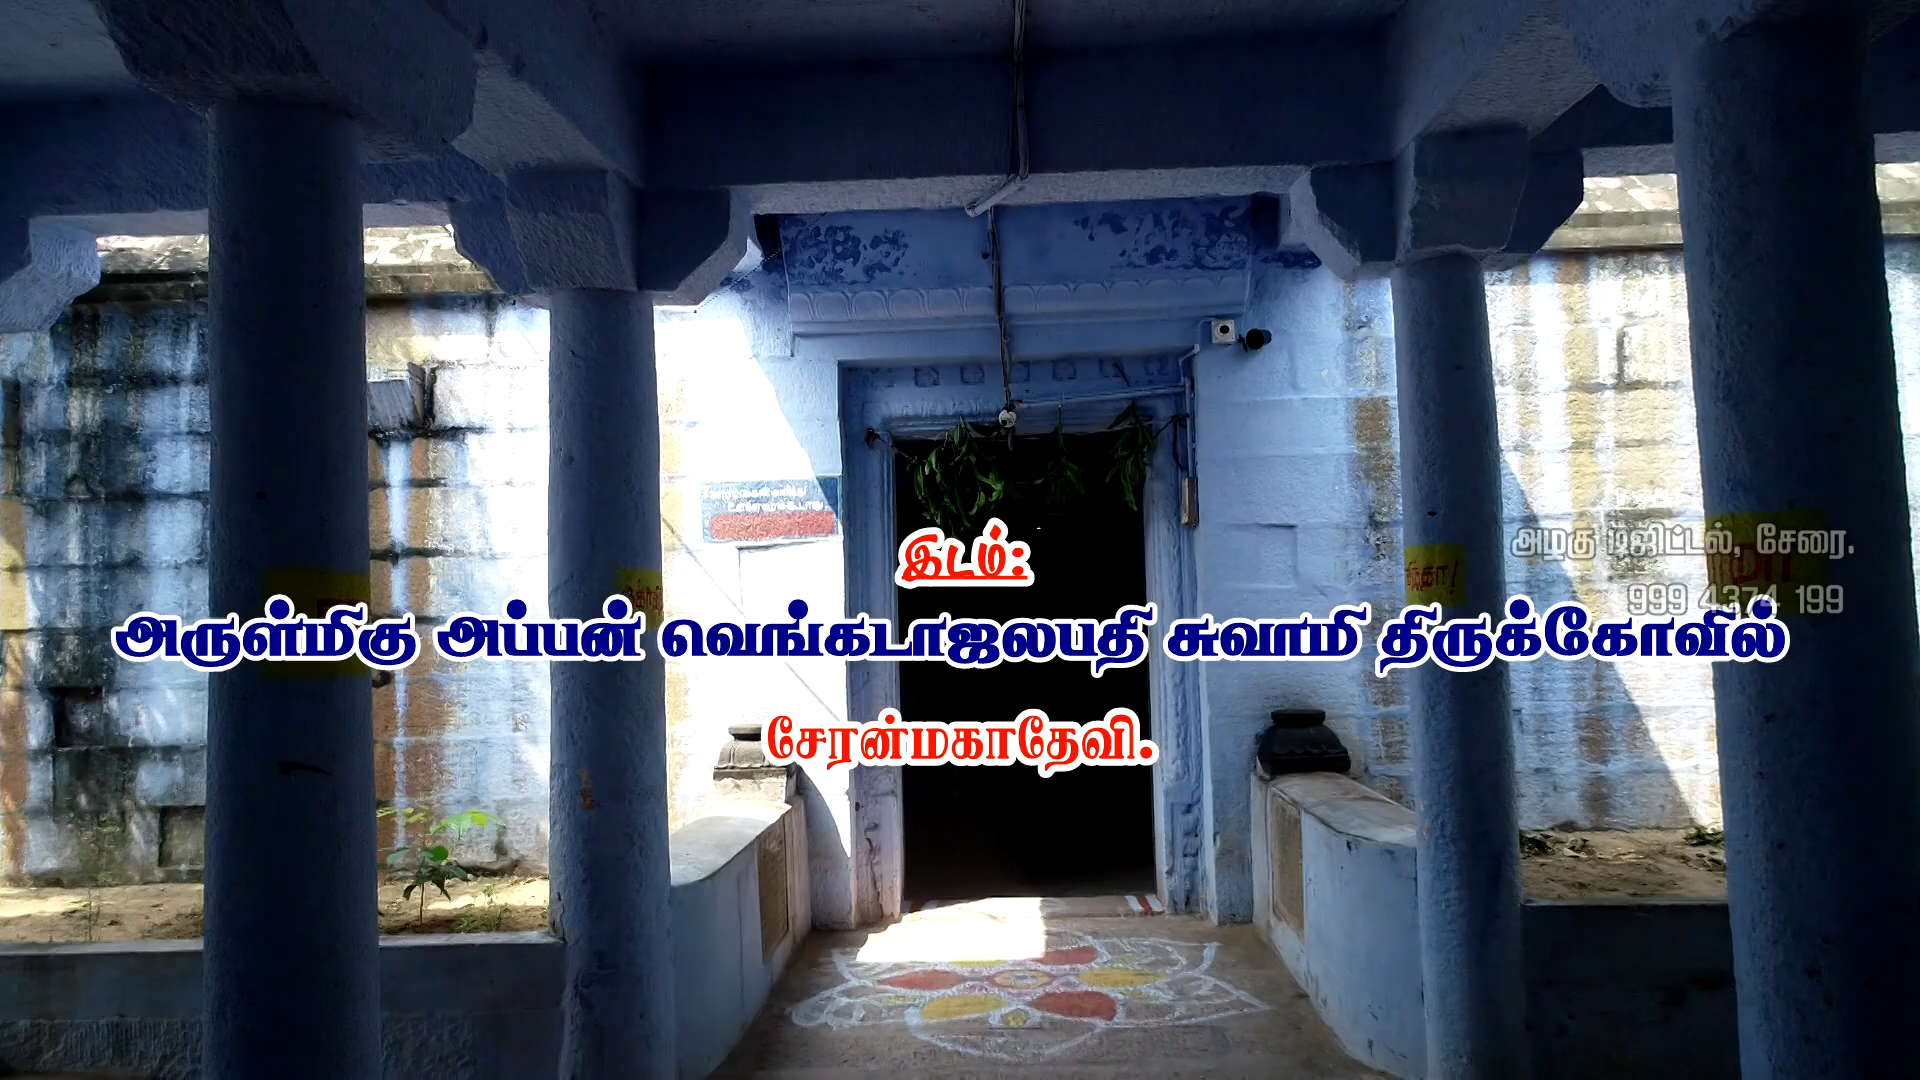 அழகு டிஜிட்டல், சேரை.
999 4374 199
இடம்:
அருள்மிகு அப்பன் வெங்கடாஜலபதி சுவாமி திருக்கோவில்
சேரன்மகாதேவி.